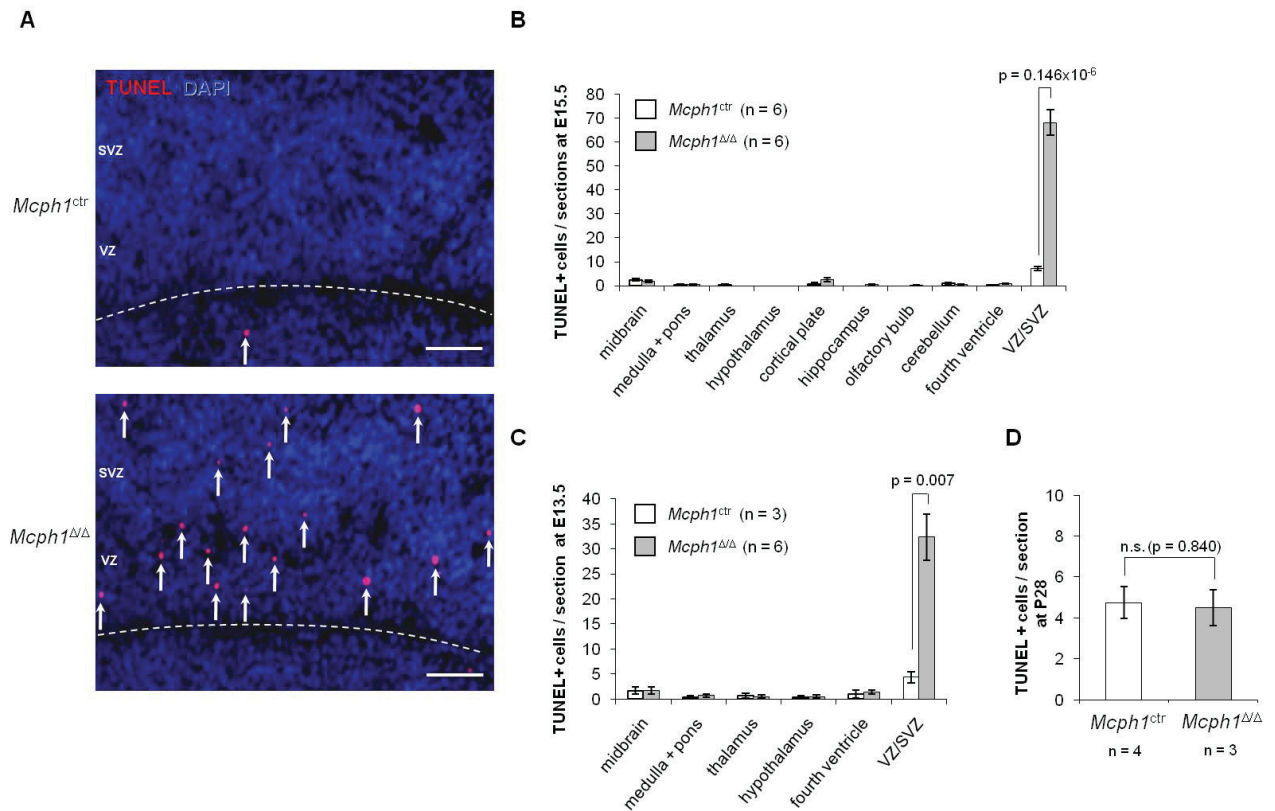 A
TUNEL DAPI
SVZ
Mcph1ctr
VZ
SVZ
Mcph1Δ/Δ
VZ
B
p = 0.146x10-6
TUNEL+ cells / sections at E15.5
80
70
60
50
40
30
20
10
0
Mcph1ctr (n = 6)
Mcph1Δ/Δ (n = 6)
midbrain
medulla + pons
thalamus
hypothalamus
cortical plate
hippocampus
olfactory bulb
cerebellum
fourth ventricle
VZ/SVZ
C
p = 0.007
TUNEL+ cells / section at E13.5
40
35
30
25
20
15
10
5
0
Mcph1ctr (n = 3)
Mcph1Δ/Δ (n = 6)
midbrain
medulla + pons
thalamus
hypothalamus
fourth ventricle
VZ/SVZ
D
TUNEL + cells / section
at P28
10
8
6
4
2
0
n.s. (p = 0.840)
Mcph1ctr Mcph1Δ/Δ
n = 4 n = 3